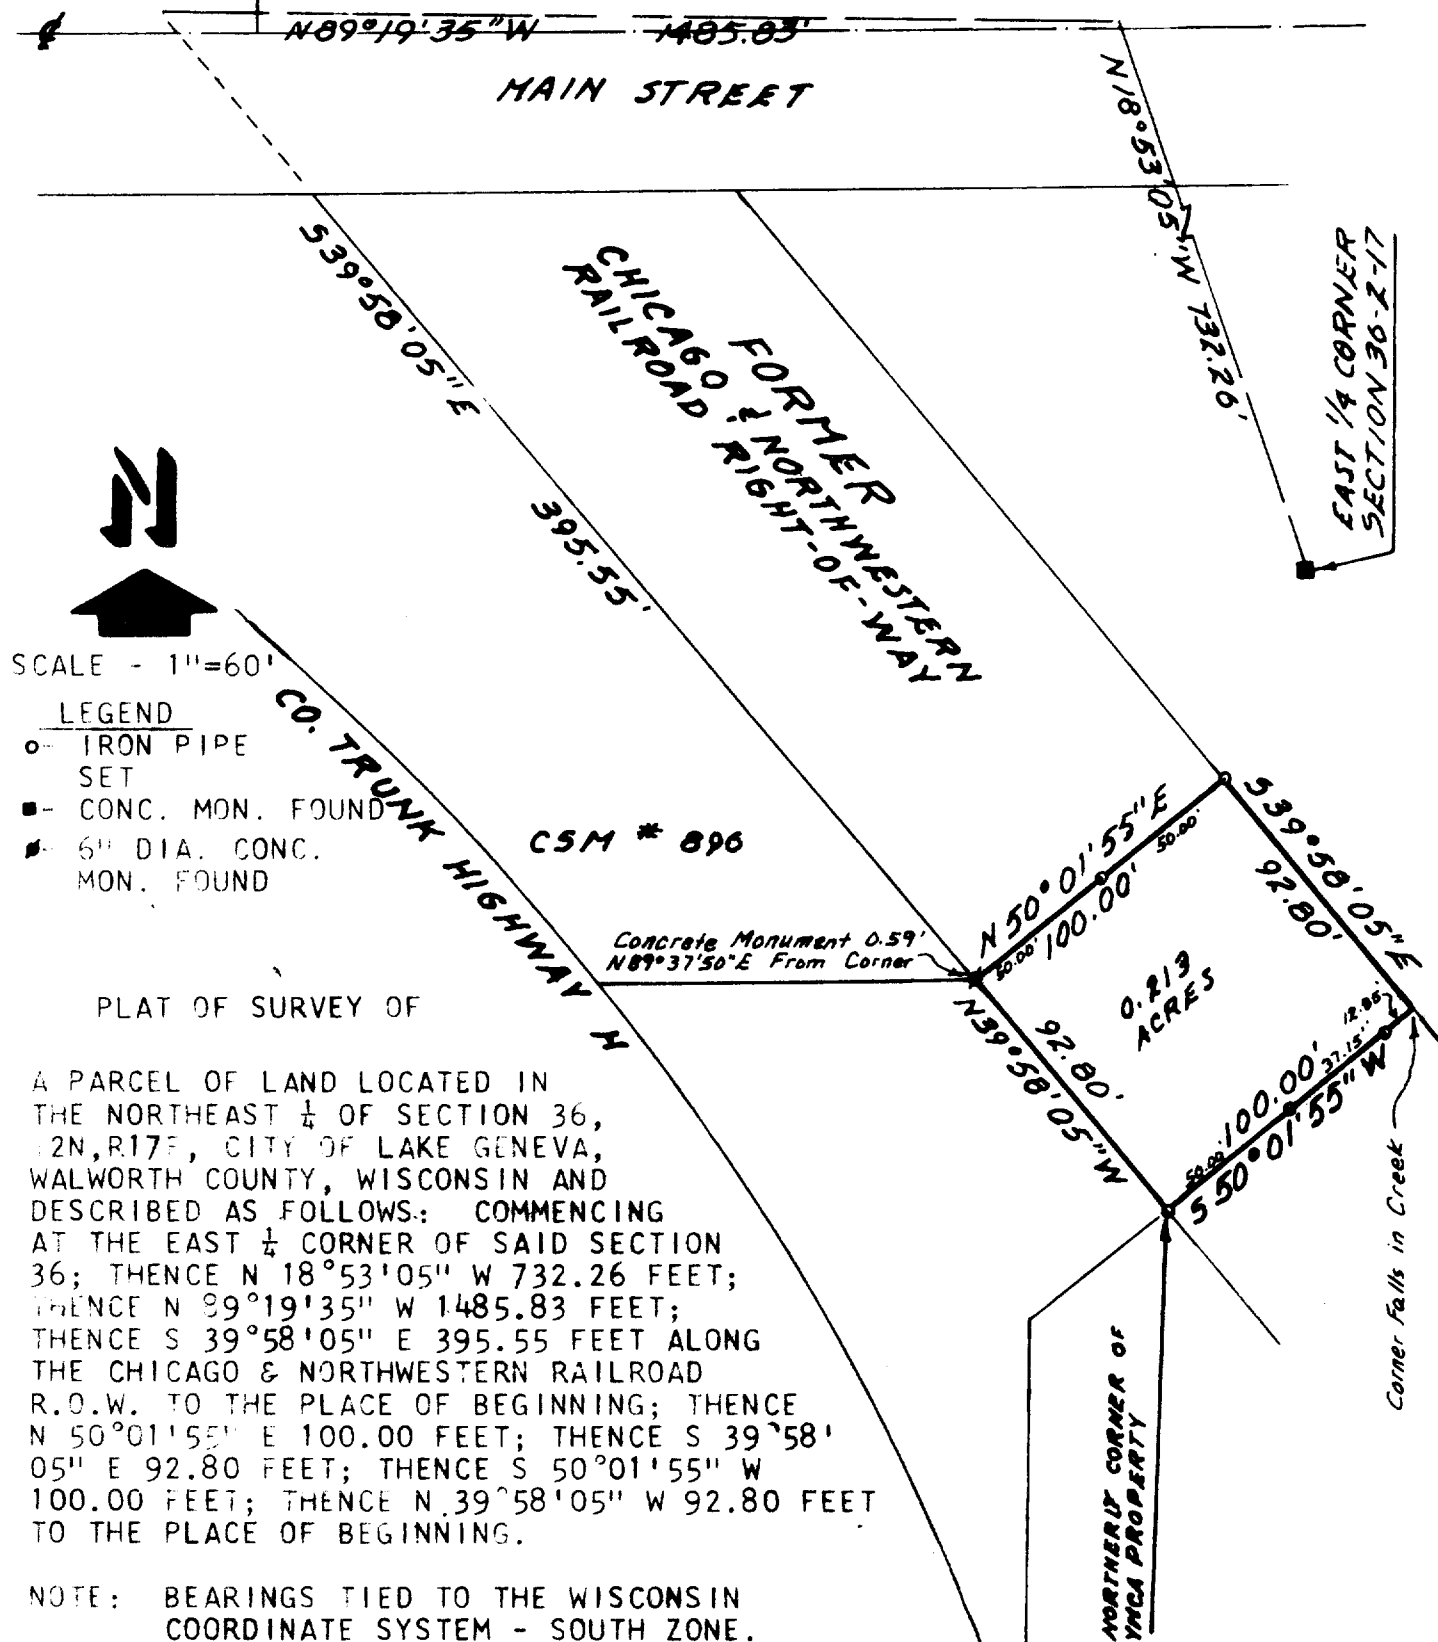 N89°19'35"W 1485.83'
MAIN STREET
N18°53'05"W 732.26'
EAST 1/4 CORNER
SECTION 36-2-17
S39°58'05"E
395.55'
FORMER
CHICAGO & NORTHWESTERN
RAILROAD RIGHT-OF-WAY
N
SCALE - 1"=60'
LEGEND
IRON PIPE
SET
CONC. MON. FOUND
6" DIA. CONC.
MON. FOUND
CO. TRUNK HIGHWAY H
CSM # 896
Concrete Monument 0.59'
N89°37'50"E From Corner
N 50°01'55"E
50.00'
100.00'
50.00'
S39°58'05"E
92.80'
0.213
ACRES
N39°58'05"W
92.80'
12.85'
37.15'
100.00'
50.00
S 50°01'55"W
Corner Falls in Creek
NORTHERLY CORNER OF
YMCA PROPERTY
PLAT OF SURVEY OF
A PARCEL OF LAND LOCATED IN
THE NORTHEAST ¼ OF SECTION 36,
2N,R17E, CITY OF LAKE GENEVA,
WALWORTH COUNTY, WISCONSIN AND
DESCRIBED AS FOLLOWS: COMMENCING
AT THE EAST ¼ CORNER OF SAID SECTION
36; THENCE N 18°53'05" W 732.26 FEET;
THENCE N 89°19'35" W 1485.83 FEET;
THENCE S 39°58'05" E 395.55 FEET ALONG
THE CHICAGO & NORTHWESTERN RAILROAD
R.O.W. TO THE PLACE OF BEGINNING; THENCE
N 50°01'55" E 100.00 FEET; THENCE S 39°58'
05" E 92.80 FEET; THENCE S 50°01'55" W
100.00 FEET; THENCE N 39°58'05" W 92.80 FEET
TO THE PLACE OF BEGINNING.
NOTE: BEARINGS TIED TO THE WISCONSIN
COORDINATE SYSTEM - SOUTH ZONE.